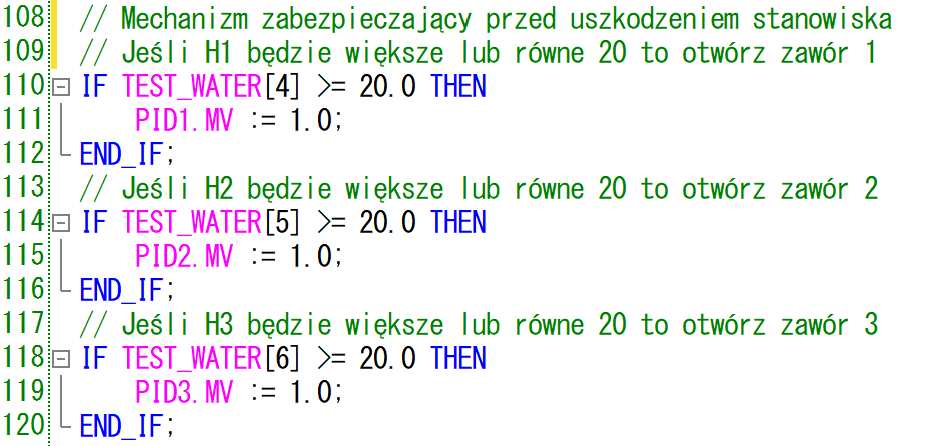 108 // Mechanizm zabezpieczający przed uszkodzeniem stanowiska
109 // Jeśli H1 będzie większe lub równe 20 to otwórz zawór 1
110 IF TEST_WATER[4] >= 20.0 THEN
111 PID1.MV := 1.0;
112 END_IF;
113 // Jeśli H2 będzie większe lub równe 20 to otwórz zawór 2
114 IF TEST_WATER[5] >= 20.0 THEN
115 PID2.MV := 1.0;
116 END_IF;
117 // Jeśli H3 będzie większe lub równe 20 to otwórz zawór 3
118 IF TEST_WATER[6] >= 20.0 THEN
119 PID3.MV := 1.0;
120 END_IF;